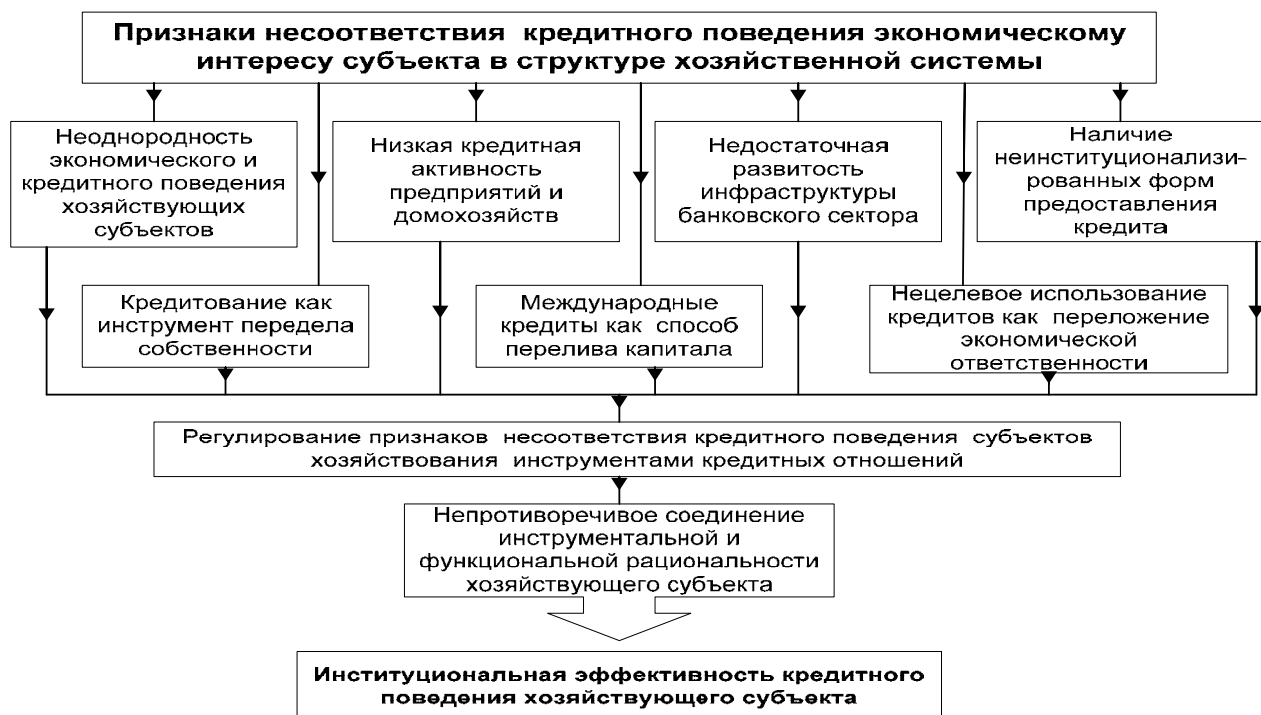 Признаки несоответствия кредитного поведения экономическому
интересу субъекта в структуре хозяйственной системы
Неоднородность
экономического и
кредитного поведения
хозяйствующих
субъектов
Низкая кредитная
активность
предприятий и
домохозяйств
Недостаточная
развитость
инфраструктуры
банковского сектора
Наличие
неинституционализи-
рованных форм
предоставления
кредита
Кредитование как
инструмент передела
собственности
Международные
кредиты как способ
перелива капитала
Нецелевое использование
кредитов как переложение
экономической
ответственности
Регулирование признаков несоответствия кредитного поведения субъектов
хозяйствования инструментами кредитных отношений
Непротиворечивое соединение
инструментальной и
функциональной рациональности
хозяйствующего субъекта
Институциональная эффективность кредитного
поведения хозяйствующего субъекта